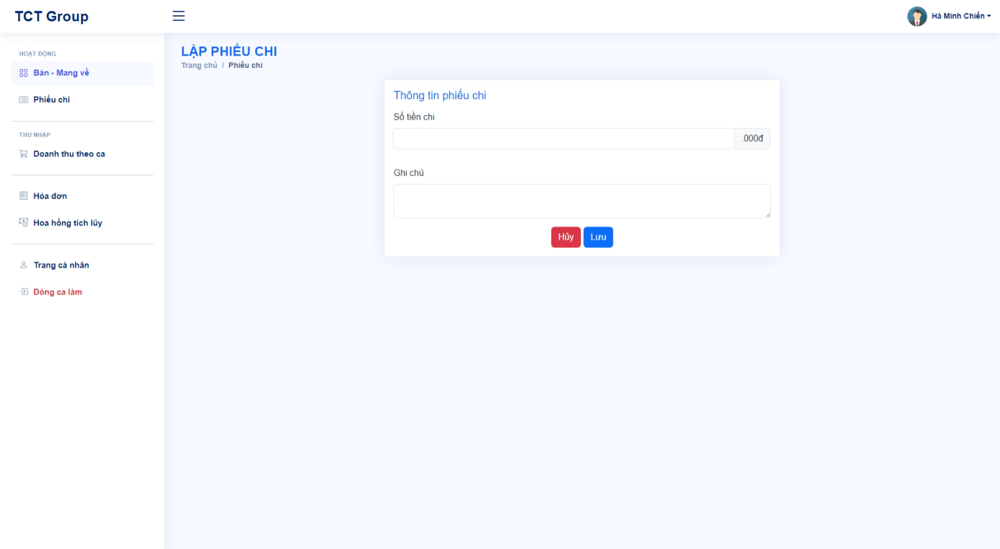 TCT Group
Hà Minh Chiến
HOẠT ĐỘNG
Bàn - Mang về
Phiếu chi
THU NHẬP
Doanh thu theo ca
Hóa đơn
Hoa hồng tích lũy
Trang cá nhân
Đóng ca làm
LẬP PHIẾU CHI
Trang chủ / Phiếu chi
Thông tin phiếu chi
Số tiền chi
.000đ
Ghi chú
Hủy Lưu